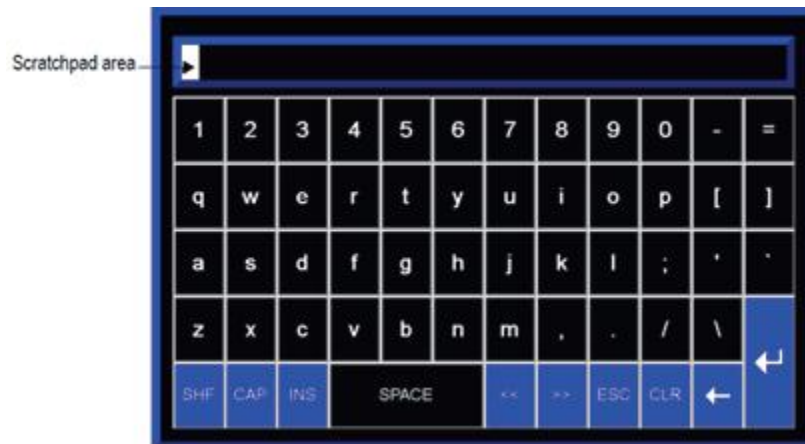 Scratchpad area
1 2 3 4 5 6 7 8 9 0 - =
q w e r t y u i o p [ ]
a s d f g h j k l ; ' `
z x c v b n m , . / \
SHF CAP INS SPACE << >> ESC CLR ←
↵